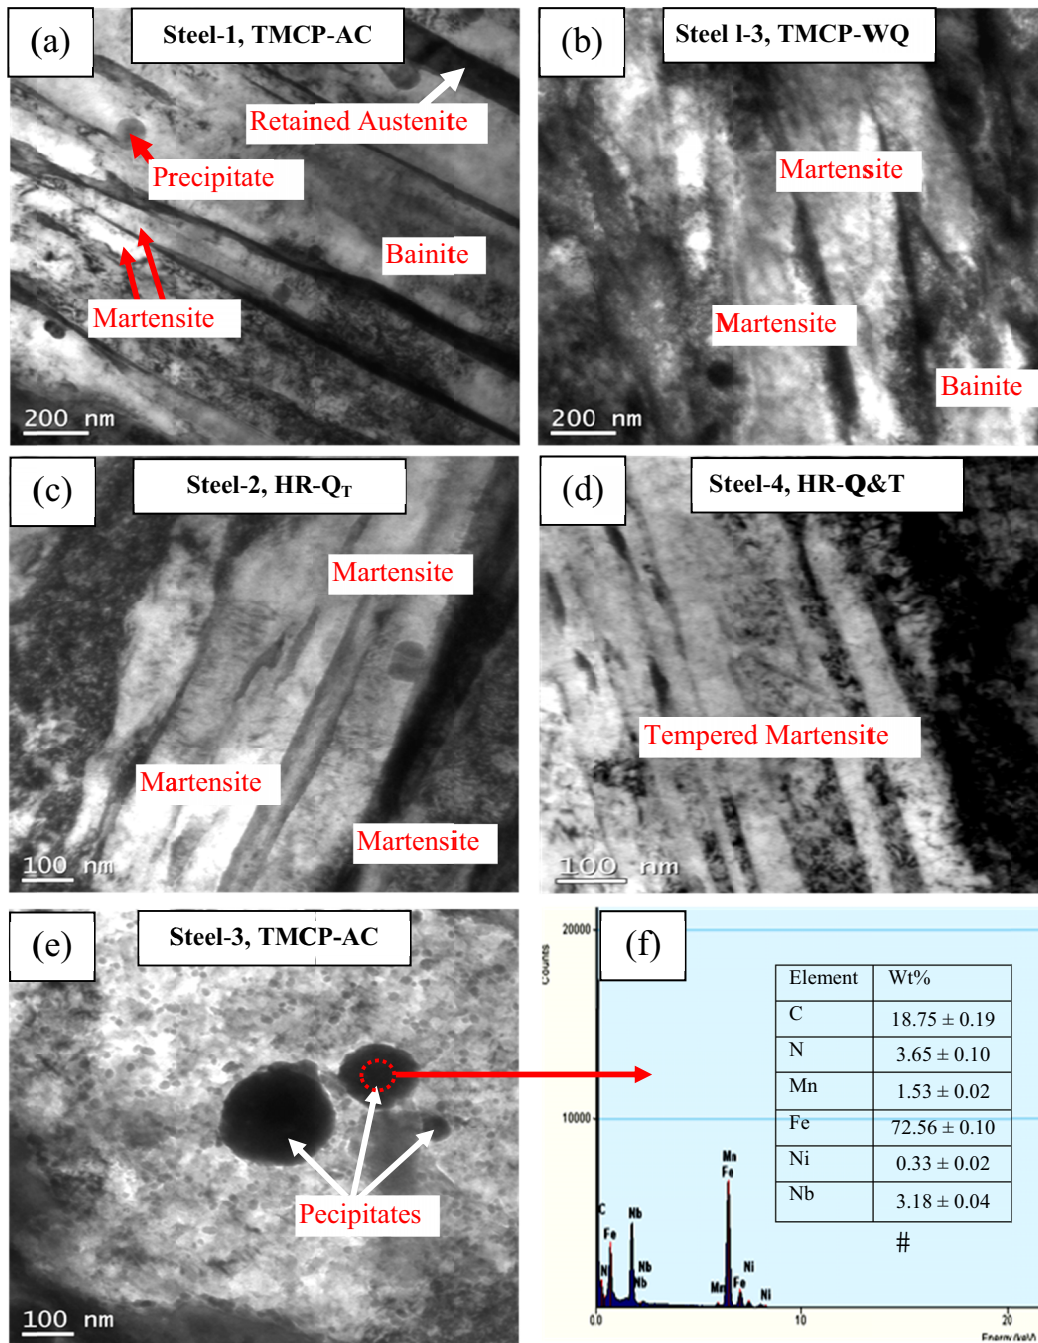 (a)
Steel-1, TMCP-AC
Retained Austenite
Precipitate
Bainite
Martensite
200 nm
(b)
Steel l-3, TMCP-WQ
Martensite
Martensite
Bainite
200 nm
(c)
Steel-2, HR-QT
Martensite
Martensite
Martensite
100 nm
(d)
Steel-4, HR-Q&T
Tempered Martensite
100 nm
(e)
Steel-3, TMCP-AC
Pecipitates
100 nm
(f)
20000
Counts
10000
Element Wt%
C 18.75 ± 0.19
N 3.65 ± 0.10
Mn 1.53 ± 0.02
Fe 72.56 ± 0.10
Ni 0.33 ± 0.02
Nb 3.18 ± 0.04
#
Mn
Fe
C
Fe
N
Nb
Nb
Nb
Mn
Fe
Ni
Ni
0.0 10 20
Energy (keV)